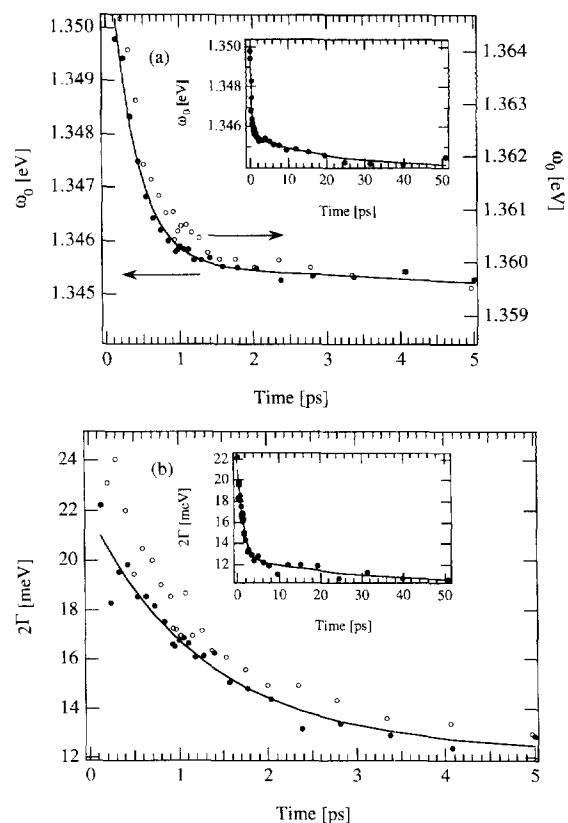 1.350
1.349
1.348
1.347
1.346
1.345
ω₀ [eV]
(a)
1.350
1.348
1.346
ω₀ [eV]
0 10 20 30 40 50
Time [ps]
1.364
1.363
1.362
1.361
1.360
1.359
ω₀ [eV]
0 1 2 3 4 5
Time [ps]
24
22
20
18
16
14
12
2Γ [meV]
(b)
22
20
18
16
14
12
2Γ [meV]
0 10 20 30 40 50
Time [ps]
0 1 2 3 4 5
Time [ps]